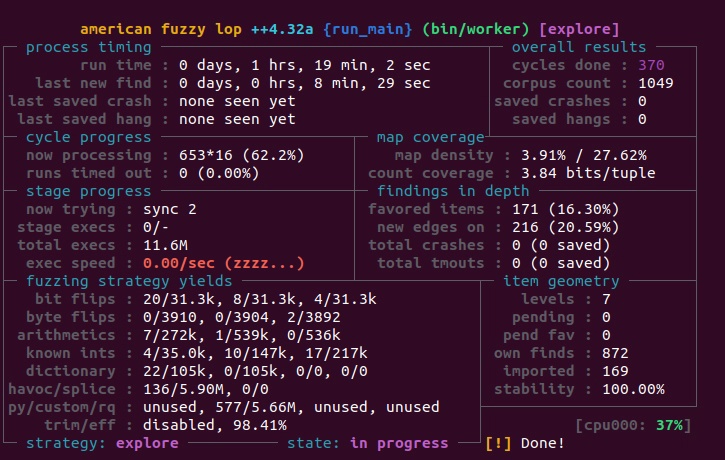 american fuzzy lop ++4.32a {run_main} (bin/worker) [explore]
process timing overall results
run time : 0 days, 1 hrs, 19 min, 2 sec cycles done : 370
last new find : 0 days, 0 hrs, 8 min, 29 sec corpus count : 1049
last saved crash : none seen yet saved crashes : 0
last saved hang : none seen yet saved hangs : 0
cycle progress map coverage
now processing : 653*16 (62.2%) map density : 3.91% / 27.62%
runs timed out : 0 (0.00%) count coverage : 3.84 bits/tuple
stage progress findings in depth
now trying : sync 2 favored items : 171 (16.30%)
stage execs : 0/- new edges on : 216 (20.59%)
total execs : 11.6M total crashes : 0 (0 saved)
exec speed : 0.00/sec (zzzz...) total tmouts : 0 (0 saved)
fuzzing strategy yields item geometry
bit flips : 20/31.3k, 8/31.3k, 4/31.3k levels : 7
byte flips : 0/3910, 0/3904, 2/3892 pending : 0
arithmetics : 7/272k, 1/539k, 0/536k pend fav : 0
known ints : 4/35.0k, 10/147k, 17/217k own finds : 872
dictionary : 22/105k, 0/105k, 0/0, 0/0 imported : 169
havoc/splice : 136/5.90M, 0/0 stability : 100.00%
py/custom/rq : unused, 577/5.66M, unused, unused
trim/eff : disabled, 98.41% [cpu000: 37%]
strategy: explore state: in progress [!] Done!